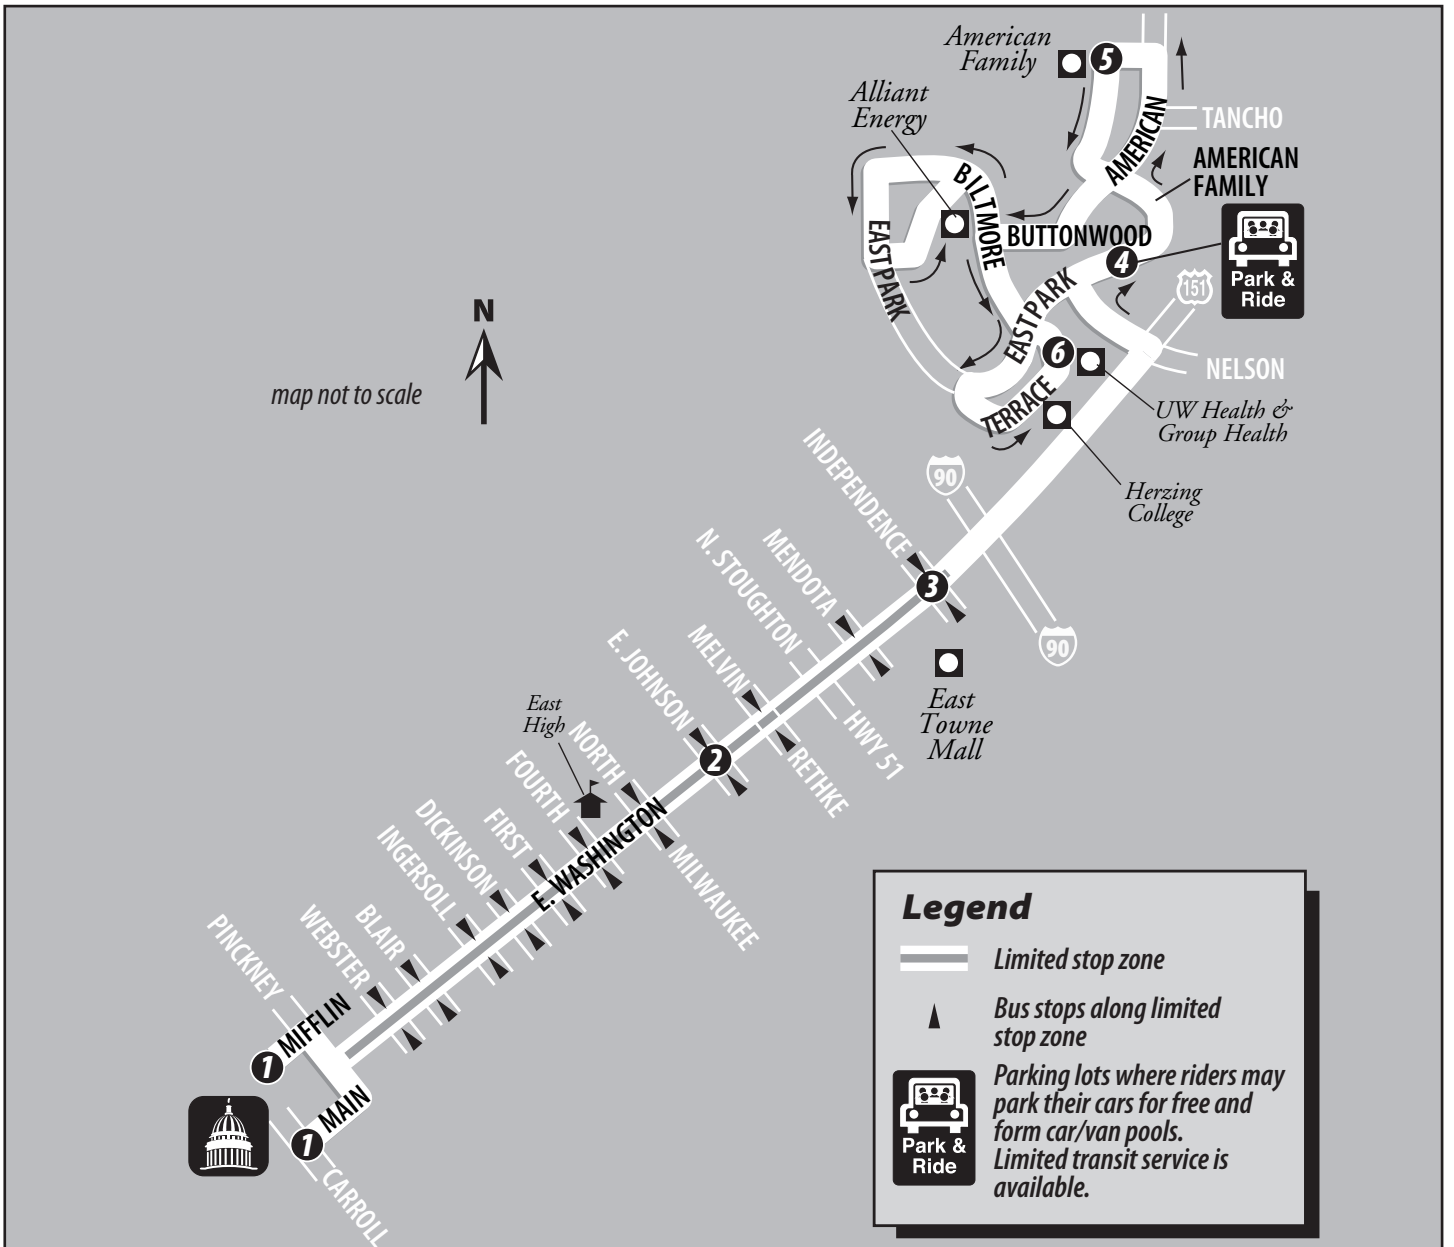 American
Family
5
Alliant
Energy
TANCHO
AMERICAN
AMERICAN
FAMILY
BILTMORE
EASTPARK
BUTTONWOOD
4
Park &
Ride
151
EASTPARK
N
map not to scale
6
NELSON
TERRACE
UW Health &
Group Health
INDEPENDENCE
90
Herzing
College
N. STOUGHTON
MENDOTA
3
90
E. JOHNSON
MELVIN
East
Towne
Mall
East
High
NORTH
2
HWY 51
RETHKE
FOURTH
DICKINSON
FIRST
E. WASHINGTON
INGERSOLL
MILWAUKEE
PINCKNEY
WEBSTER
BLAIR
MIFFLIN
1
MAIN
1
CARROLL
Legend
Limited stop zone
Bus stops along limited
stop zone
Parking lots where riders may
park their cars for free and
form car/van pools.
Limited transit service is
available.
Park &
Ride